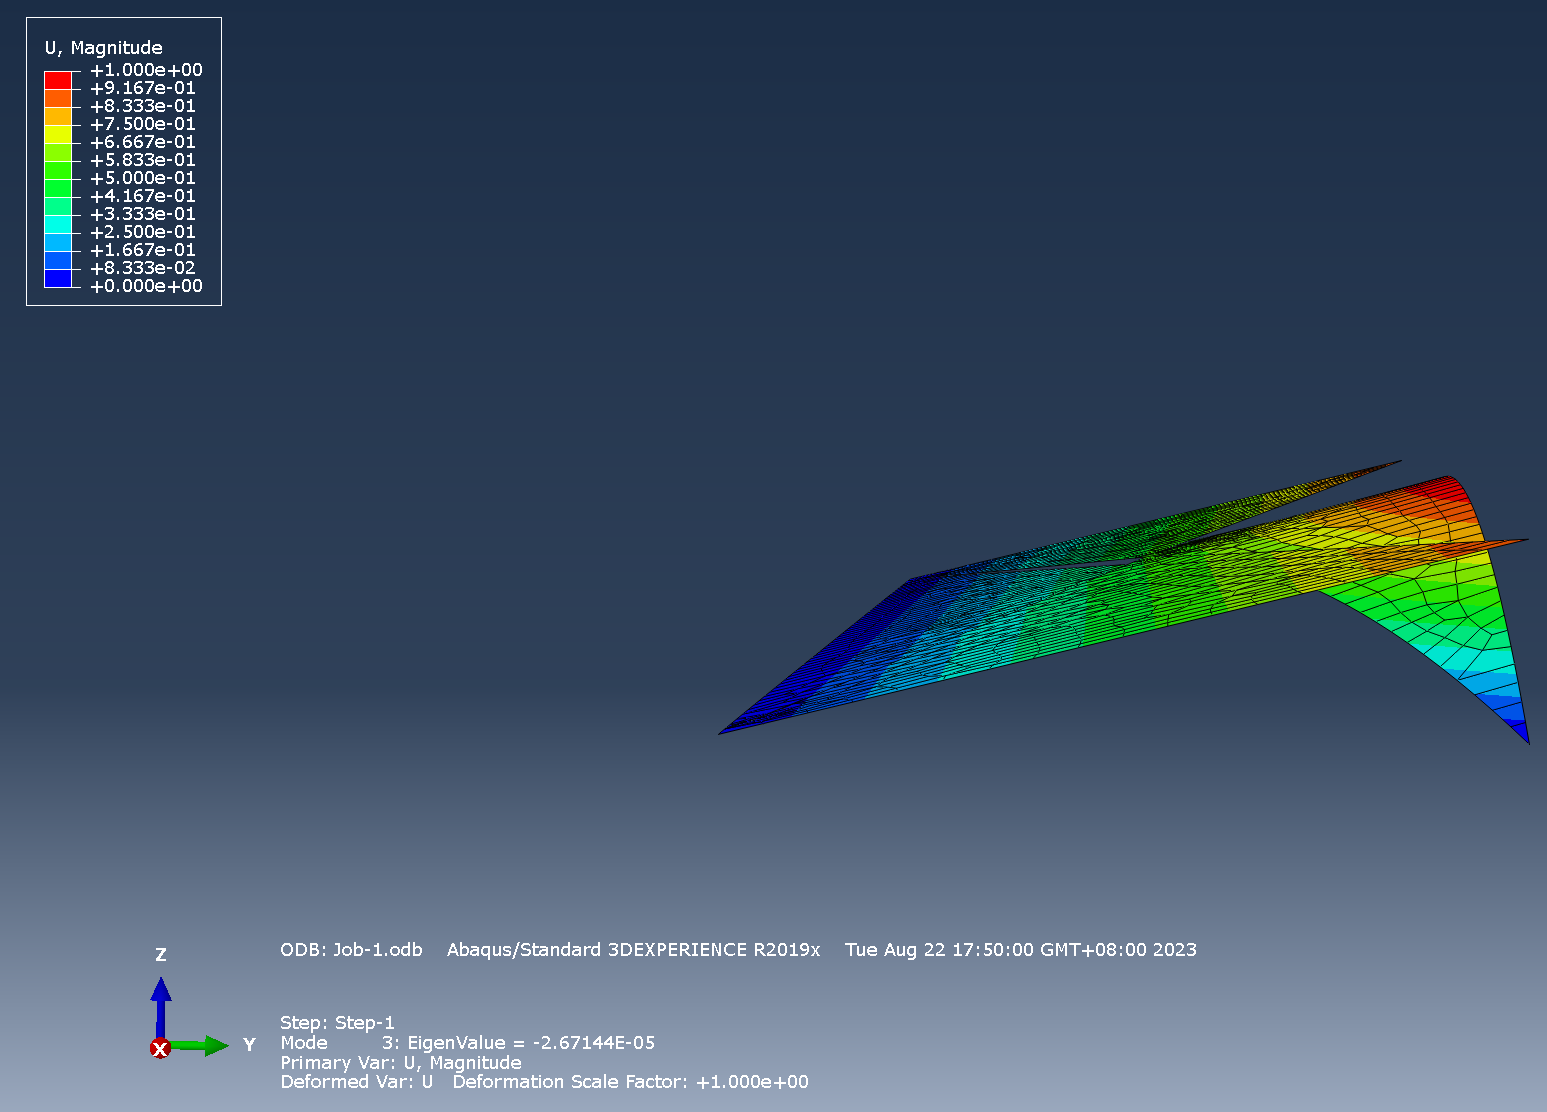 U, Magnitude
+1.000e+00
+9.167e-01
+8.333e-01
+7.500e-01
+6.667e-01
+5.833e-01
+5.000e-01
+4.167e-01
+3.333e-01
+2.500e-01
+1.667e-01
+8.333e-02
+0.000e+00
Z
Y
X
ODB: Job-1.odb Abaqus/Standard 3DEXPERIENCE R2019x Tue Aug 22 17:50:00 GMT+08:00 2023
Step: Step-1
Mode 3: EigenValue = -2.67144E-05
Primary Var: U, Magnitude
Deformed Var: U Deformation Scale Factor: +1.000e+00